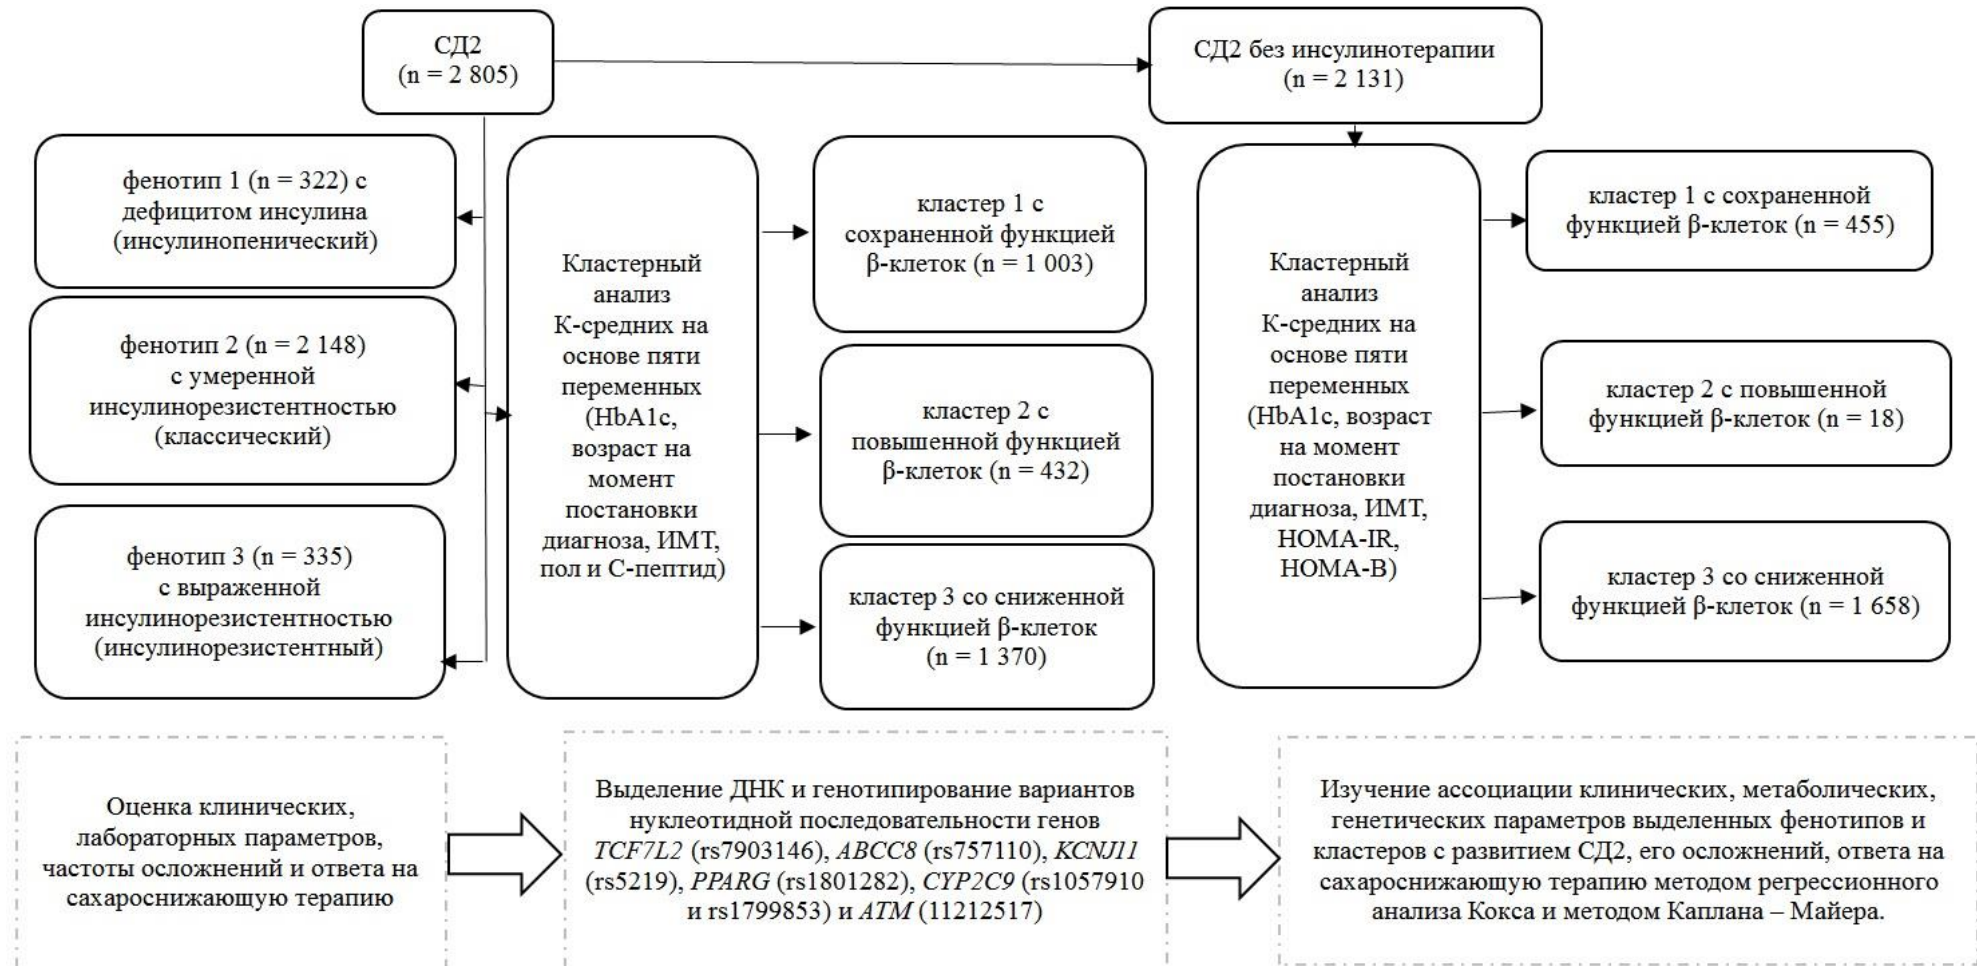 СД2
(n = 2 805)
СД2 без инсулинотерапии
(n = 2 131)
фенотип 1 (n = 322) с
дефицитом инсулина
(инсулинопенический)
фенотип 2 (n = 2 148)
с умеренной
инсулинорезистентностью
(классический)
фенотип 3 (n = 335)
с выраженной
инсулинорезистентностью
(инсулинорезистентный)
Кластерный
анализ
К-средних на
основе пяти
переменных
(HbA1c,
возраст на
момент
постановки
диагноза, ИМТ,
пол и С-пептид)
кластер 1 с
сохраненной функцией
β-клеток (n = 1 003)
кластер 2 с
повышенной функцией
β-клеток (n = 432)
кластер 3 со сниженной
функцией β-клеток
(n = 1 370)
Кластерный
анализ
К-средних на
основе пяти
переменных
(HbA1c, возраст
на момент
постановки
диагноза, ИМТ,
HOMA-IR,
HOMA-B)
кластер 1 с сохраненной
функцией β-клеток (n = 455)
кластер 2 с повышенной
функцией β-клеток (n = 18)
кластер 3 со сниженной
функцией β-клеток (n = 1 658)
Оценка клинических,
лабораторных параметров,
частоты осложнений и ответа на
сахароснижающую терапию
Выделение ДНК и генотипирование вариантов
нуклеотидной последовательности генов
TCF7L2 (rs7903146), ABCC8 (rs757110), KCNJ11
(rs5219), PPARG (rs1801282), CYP2C9 (rs1057910
и rs1799853) и ATM (11212517)
Изучение ассоциации клинических, метаболических,
генетических параметров выделенных фенотипов и
кластеров с развитием СД2, его осложнений, ответа на
сахароснижающую терапию методом регрессионного
анализа Кокса и методом Каплана – Майера.